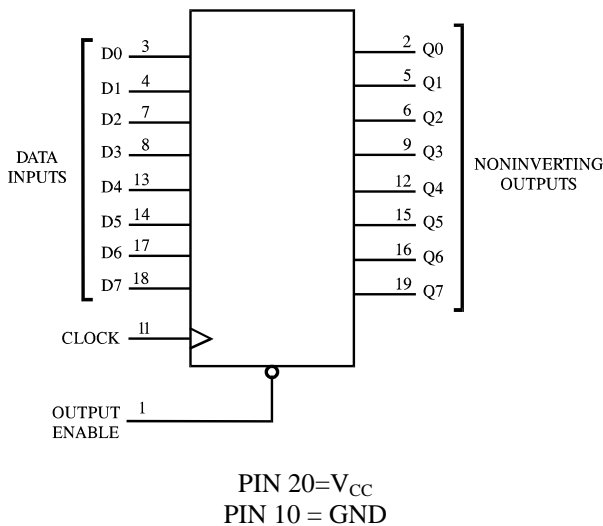 D0 3
D1 4
D2 7
D3 8
D4 13
D5 14
D6 17
D7 18
DATA
INPUTS
CLOCK 11
OUTPUT
ENABLE
1
2 Q0
5 Q1
6 Q2
9 Q3
12 Q4
15 Q5
16 Q6
19 Q7
NONINVERTING
OUTPUTS
PIN 20=VCC
PIN 10 = GND